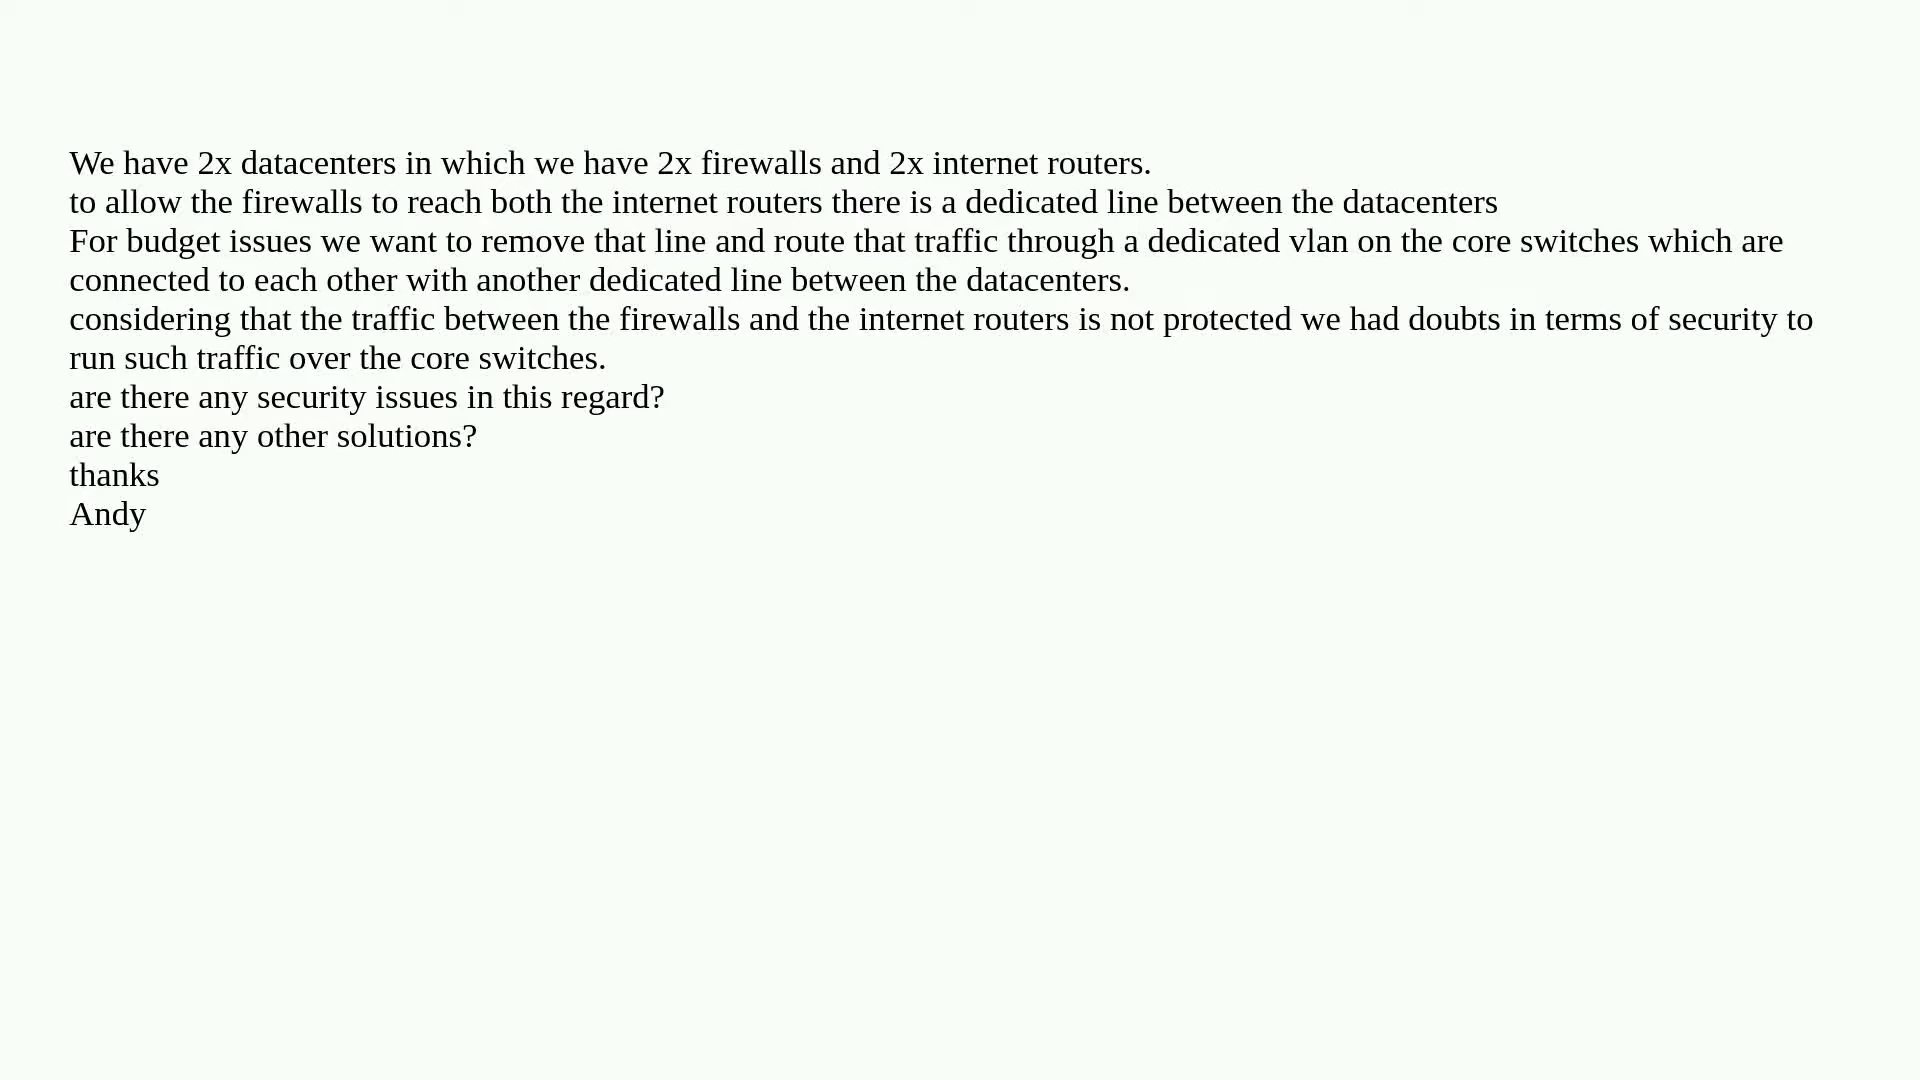 We have 2x datacenters in which we have 2x firewalls and 2x internet routers.
to allow the firewalls to reach both the internet routers there is a dedicated line between the datacenters
For budget issues we want to remove that line and route that traffic through a dedicated vlan on the core switches which are
connected to each other with another dedicated line between the datacenters.
considering that the traffic between the firewalls and the internet routers is not protected we had doubts in terms of security to
run such traffic over the core switches.
are there any security issues in this regard?
are there any other solutions?
thanks
Andy